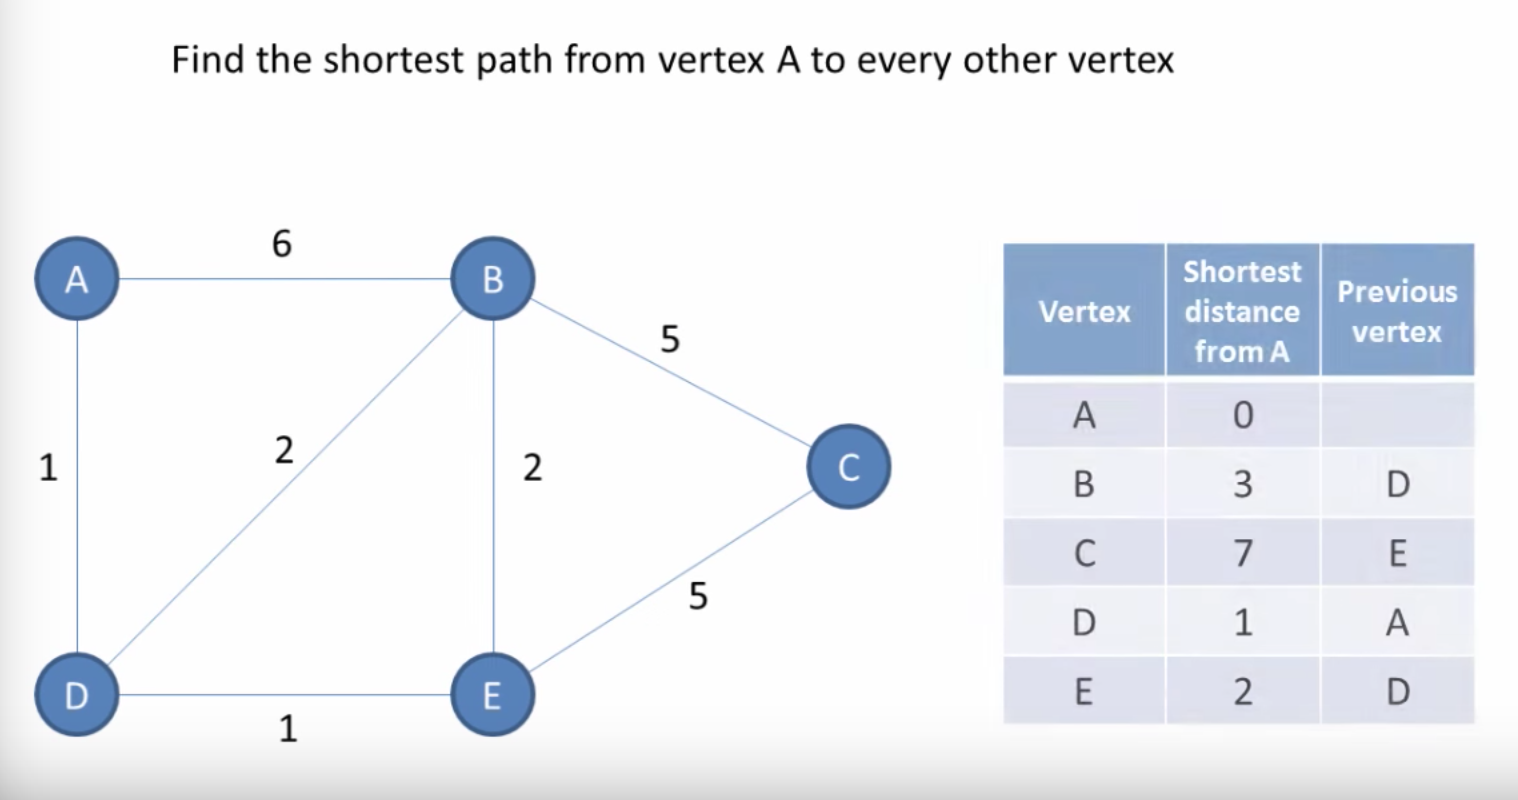 Find the shortest path from vertex A to every other vertex
6
A
B
5
1
2
2
C
5
D
E
1
Vertex
Shortest
distance
from A
Previous
vertex
A 0
B 3 D
C 7 E
D 1 A
E 2 D